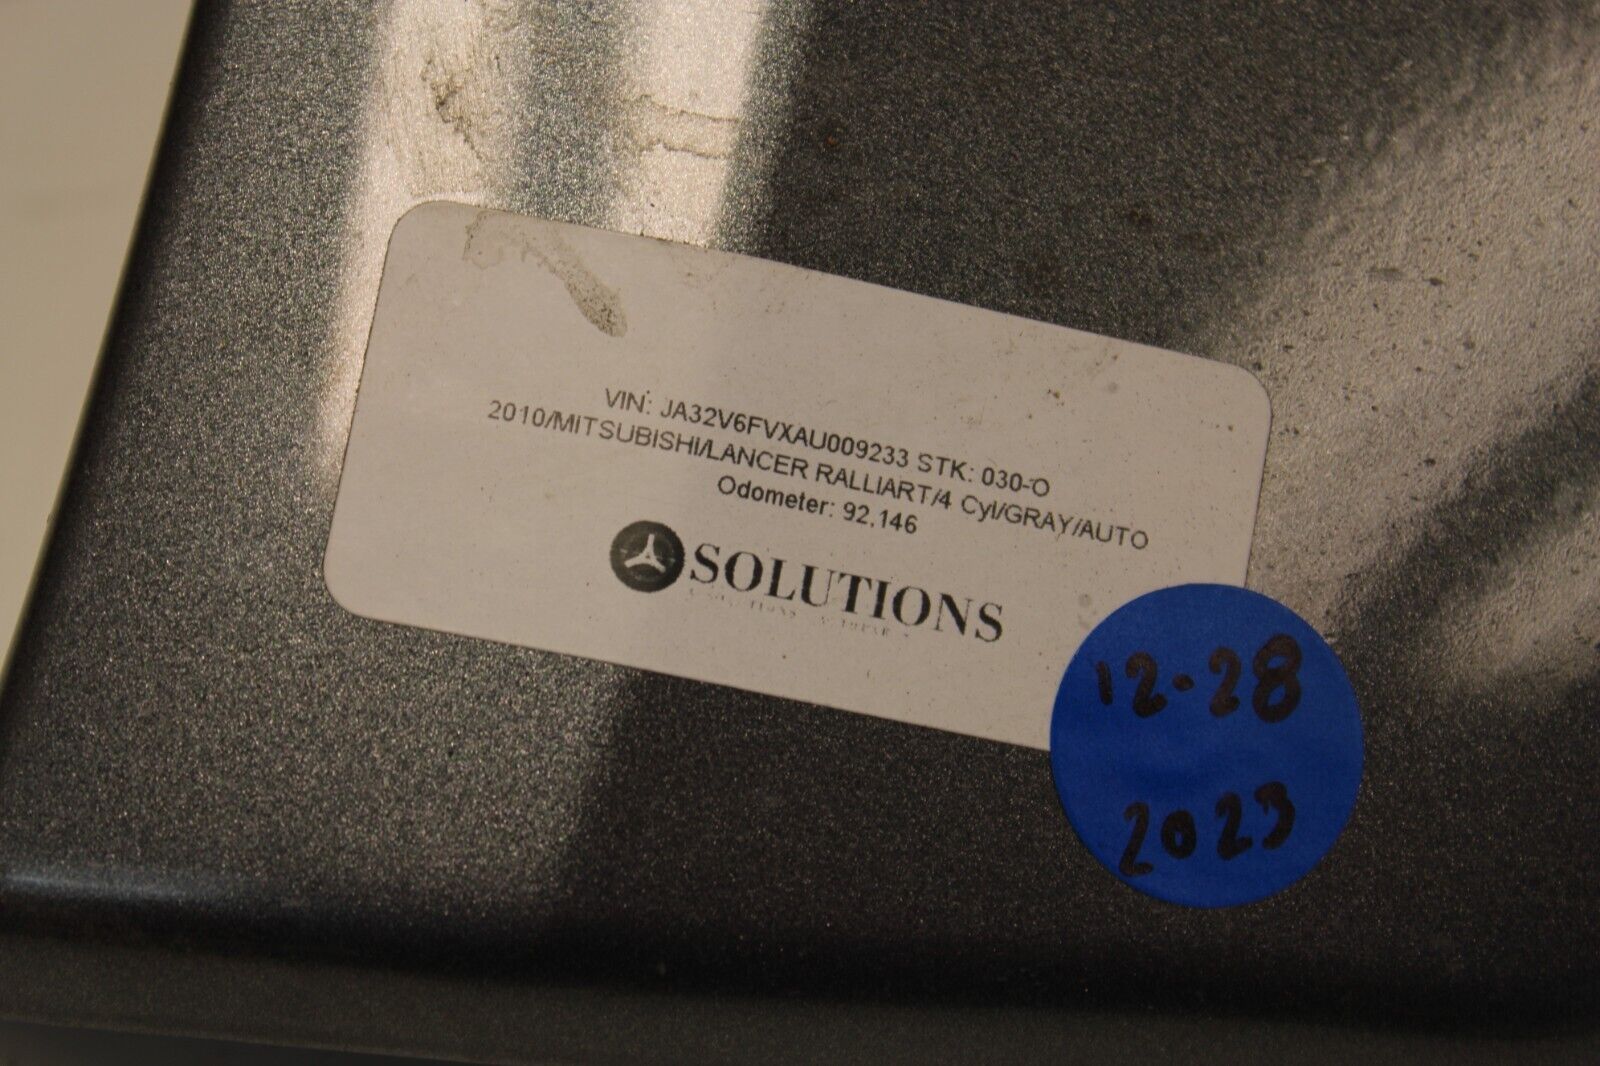 VIN: JA32V6FVXAU009233 STK: 030-O
2010/MITSUBISHI/LANCER RALLIART/4 Cyl/GRAY/AUTO
Odometer: 92,146
SOLUTIONS
12-28
2023